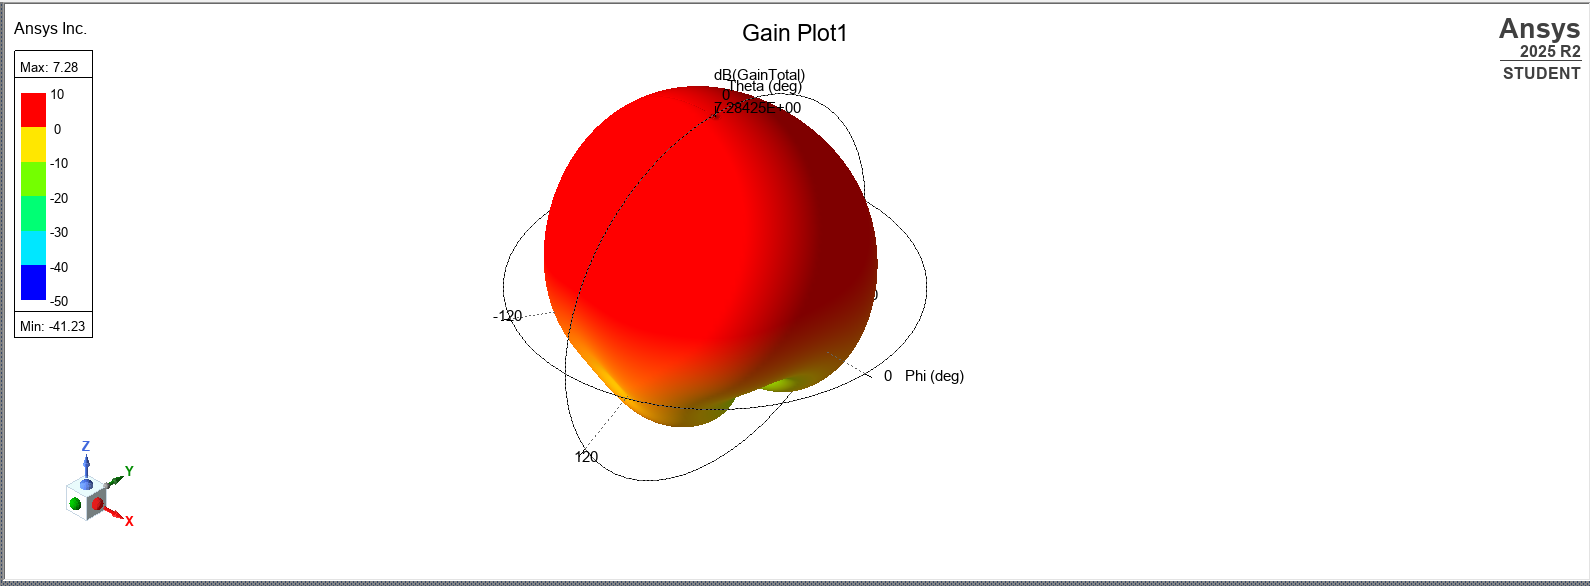 Ansys Inc.
Gain Plot1
Ansys
2025 R2
STUDENT
Max: 7.28
10
0
-10
-20
-30
-40
-50
Min: -41.23
dB(GainTotal)
Theta (deg)
0
7.28425E+00
-120
0 Phi (deg)
120
Z
Y
X